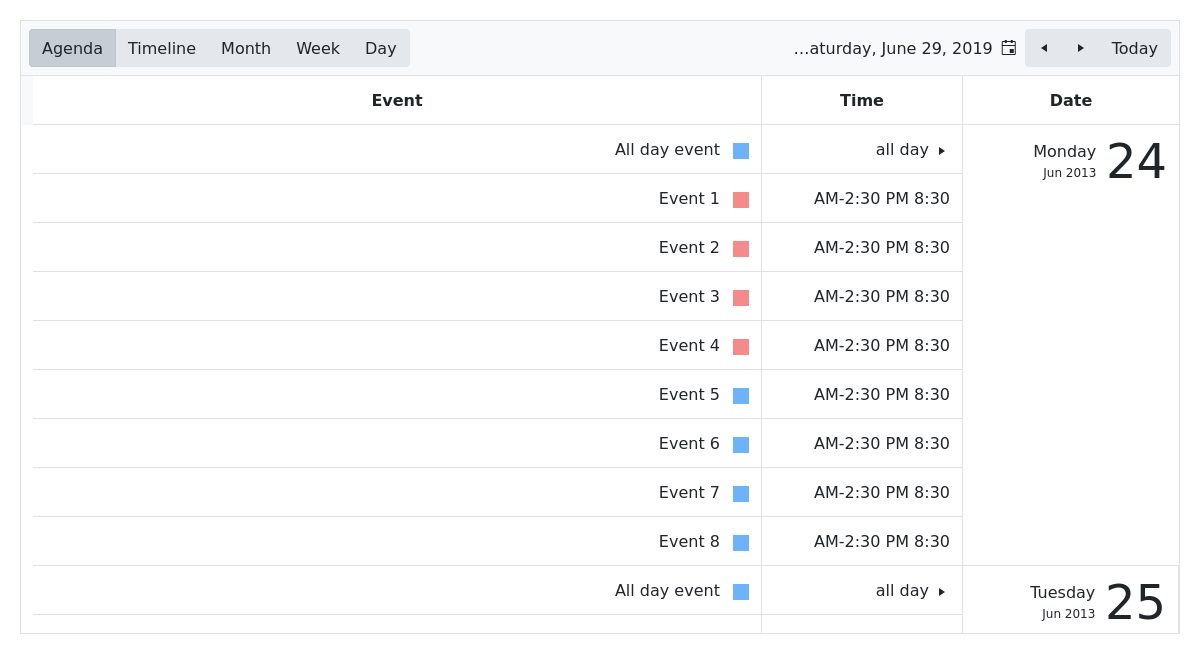 Agenda Timeline Month Week Day …aturday, June 29, 2019 Today
Event Time Date
All day event all day Monday 24
Jun 2013
Event 1 AM-2:30 PM 8:30
Event 2 AM-2:30 PM 8:30
Event 3 AM-2:30 PM 8:30
Event 4 AM-2:30 PM 8:30
Event 5 AM-2:30 PM 8:30
Event 6 AM-2:30 PM 8:30
Event 7 AM-2:30 PM 8:30
Event 8 AM-2:30 PM 8:30
All day event all day Tuesday 25
Jun 2013